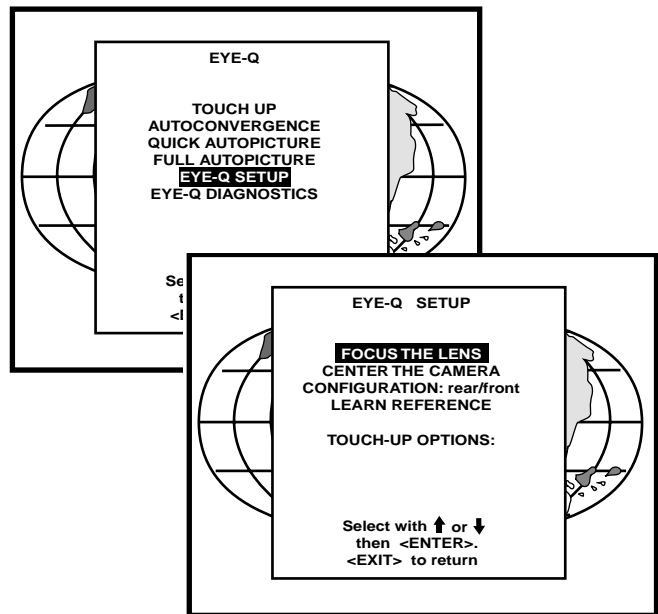 EYE-Q
TOUCH UP
AUTOCONVERGENCE
QUICK AUTOPICTURE
FULL AUTOPICTURE
EYE-Q SETUP
EYE-Q DIAGNOSTICS
EYE-Q SETUP
FOCUS THE LENS
CENTER THE CAMERA
CONFIGURATION: rear/front
LEARN REFERENCE
TOUCH-UP OPTIONS:
Select with ↑ or ↓
then <ENTER>.
<EXIT> to return